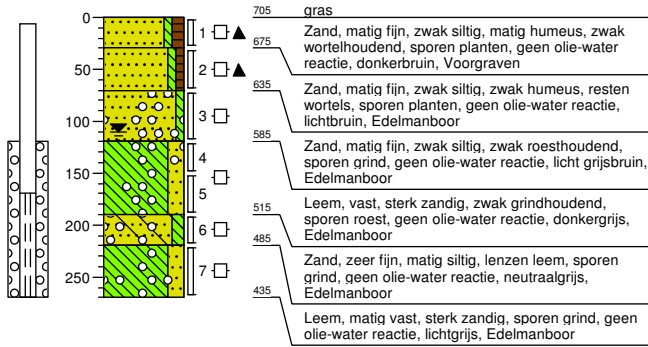 0
50
100
150
200
250
1
2
3
4
5
6
7
705
gras
Zand, matig fijn, zwak siltig, matig humeus, zwak
675
wortelhoudend, sporen planten, geen olie-water
reactie, donkerbruin, Voorgraven
635
Zand, matig fijn, zwak siltig, zwak humeus, resten
wortels, sporen planten, geen olie-water reactie,
lichtbruin, Edelmanboor
585
Zand, matig fijn, zwak siltig, zwak roesthoudend,
sporen grind, geen olie-water reactie, licht grijsbruin,
Edelmanboor
515
Leem, vast, sterk zandig, zwak grindhoudend,
sporen roest, geen olie-water reactie, donkergrijs,
Edelmanboor
485
Zand, zeer fijn, matig siltig, lenzen leem, sporen
grind, geen olie-water reactie, neutraalgrijs,
Edelmanboor
435
Leem, matig vast, sterk zandig, sporen grind, geen
olie-water reactie, lichtgrijs, Edelmanboor